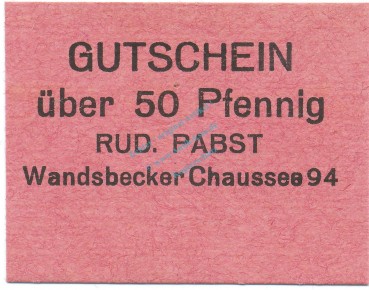 GUTSCHEIN
über 50 Pfennig
RUD. PABST
Wandsbecker Chaussee 94